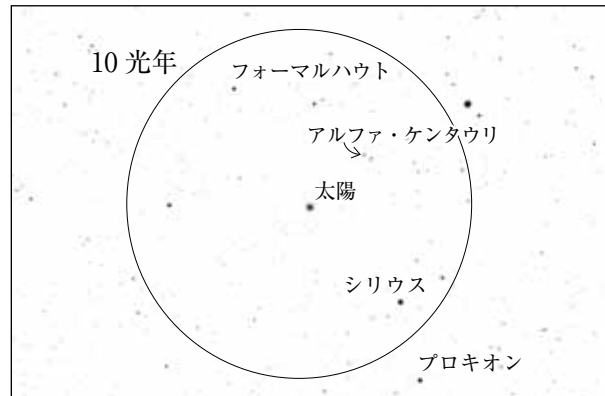 10 光年
フォーマルハウト
アルファ・ケンタウリ
太陽
シリウス
プロキオン